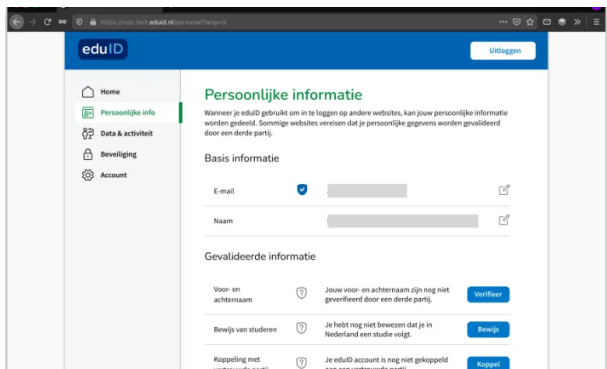 https://mijn.test.eduid.nl/personal?lang=nl
eduID
Uitloggen
Home
Persoonlijke info
Data & activiteit
Beveiliging
Account
Persoonlijke informatie
Wanneer je eduID gebruikt om in te loggen op andere websites, kan jouw persoonlijke informatie
worden gedeeld. Sommige websites vereisen dat je persoonlijke gegevens worden gevalideerd
door een derde partij.
Basis informatie
E-mail
Naam
Gevalideerde informatie
Voor- en
achternaam
Jouw voor- en achternaam zijn nog niet
geverifieerd door een derde partij.
Verifieer
Bewijs van studeren
Je hebt nog niet bewezen dat je in
Nederland een studie volgt.
Bewijs
Koppeling met
Je eduID account is nog niet gekoppeld
Koppel